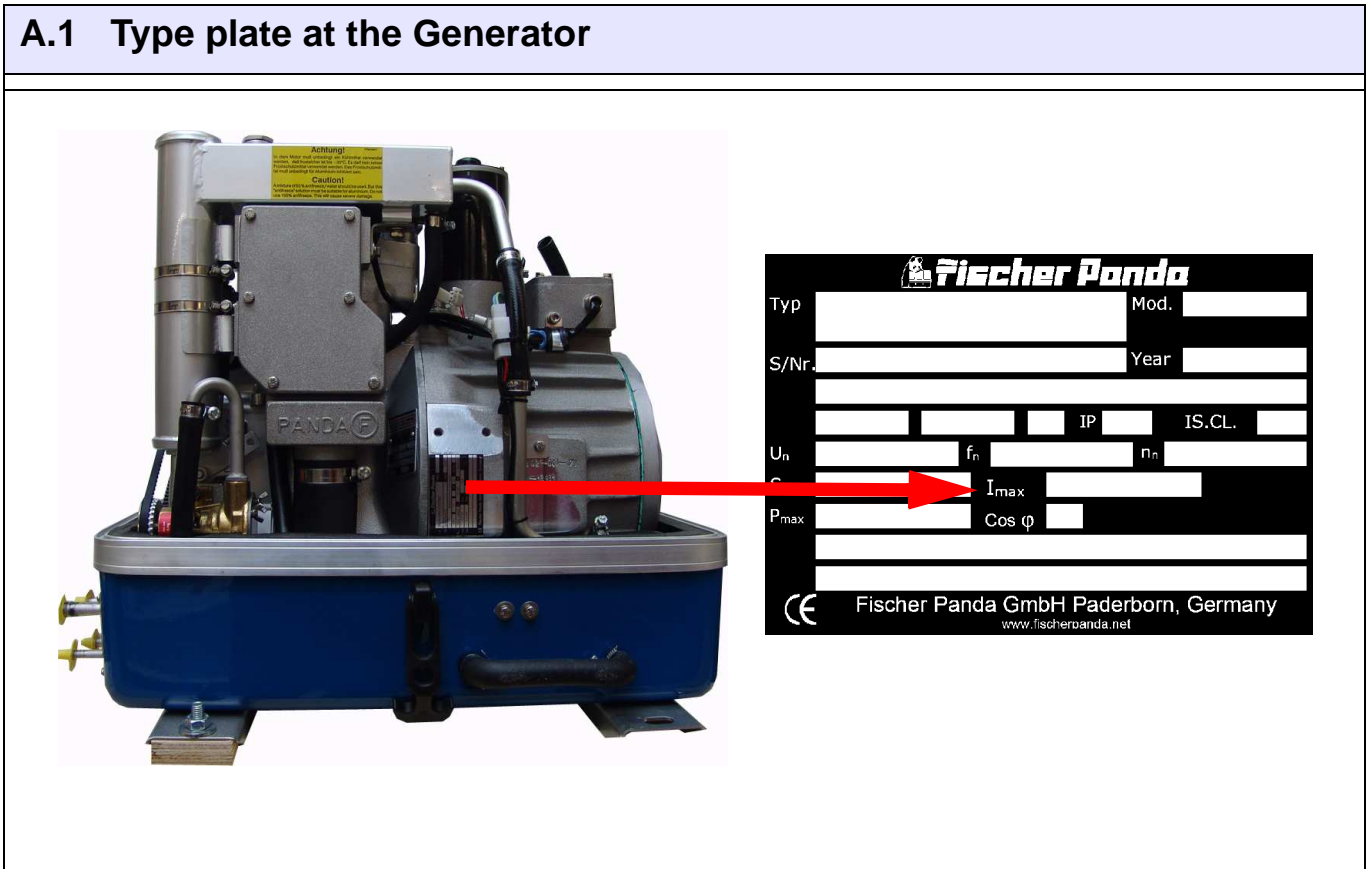 A.1 Type plate at the Generator
Achtung!
Caution!
PANDA F
Fischer Panda
Typ Mod.
S/Nr. Year
IP IS.CL.
Un fn nn
Imax
Pmax Cos φ
CE Fischer Panda GmbH Paderborn, Germany
www.fischerpanda.net